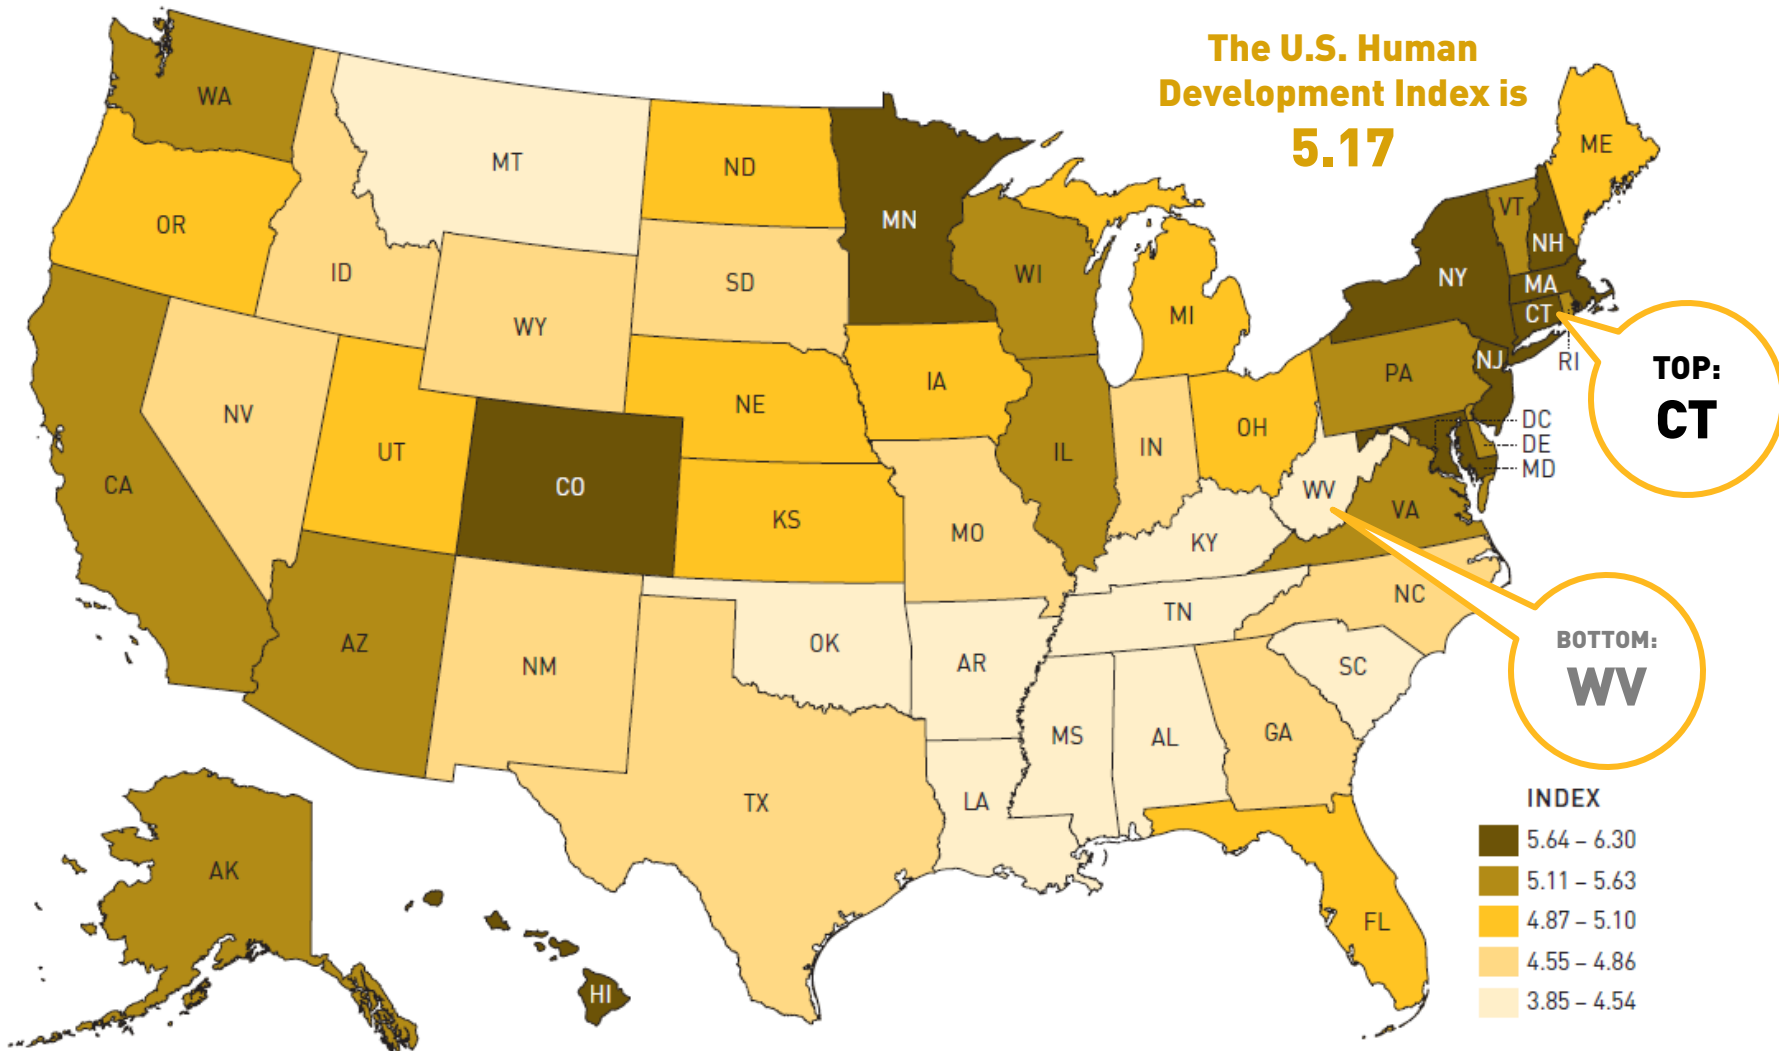 The U.S. Human
Development Index is
5.17
WA
MT
ND
MN
ME
OR
ID
SD
WI
VT
NH
NY
MA
CT
WY
MI
RI
NV
UT
NE
IA
PA
NJ
TOP:
CT
CA
CO
KS
IL
IN
OH
DC
DE
MD
WV
VA
MO
KY
NC
AZ
NM
OK
AR
TN
SC
BOTTOM:
WV
TX
LA
MS
AL
GA
AK
HI
FL
INDEX
5.64 – 6.30
5.11 – 5.63
4.87 – 5.10
4.55 – 4.86
3.85 – 4.54